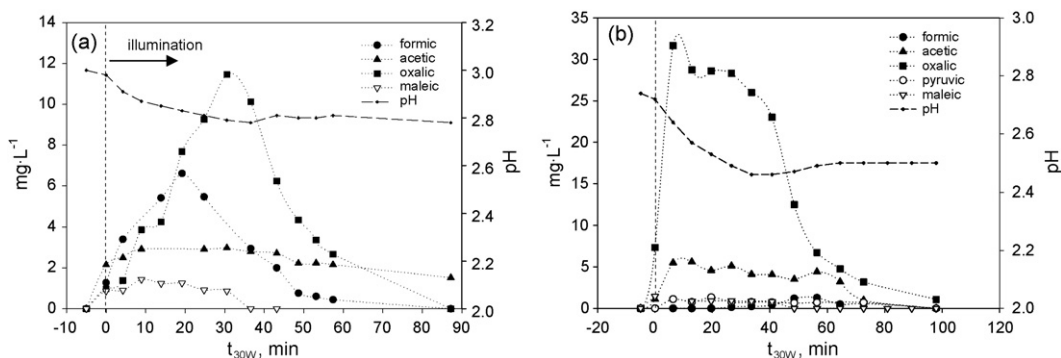 (a)
illumination
formic
acetic
oxalic
maleic
pH
14
12
10
8
6
4
2
0
mg·L⁻¹
3.2
3.0
2.8
2.6
2.4
2.2
2.0
pH
-10 0 10 20 30 40 50 60 70 80 90
t30W, min
(b)
formic
acetic
oxalic
pyruvic
maleic
pH
35
30
25
20
15
10
5
0
mg·L⁻¹
3.0
2.8
2.6
2.4
2.2
2.0
pH
-20 0 20 40 60 80 100 120
t30W, min